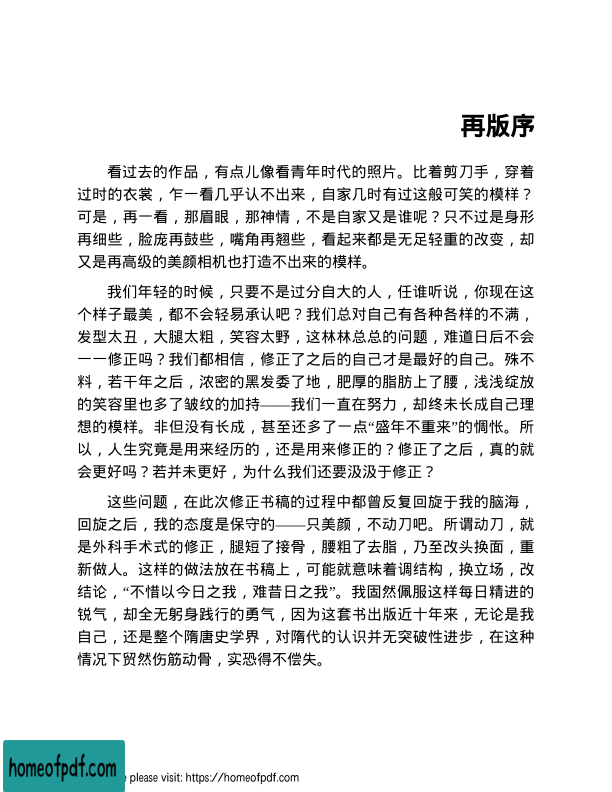 再版序
看过去的作品，有点儿像看青年时代的照片。比着剪刀手，穿着
过时的衣裳，乍一看几乎认不出来，自家几时有过这般可笑的模样？
可是，再一看，那眉眼，那神情，不是自家又是谁呢？只不过是身形
再细些，脸庞再鼓些，嘴角再翘些，看起来都是无足轻重的改变，却
又是再高级的美颜相机也打造不出来的模样。
我们年轻的时候，只要不是过分自大的人，任谁听说，你现在这
个样子最美，都不会轻易承认吧？我们总对自己有各种各样的不满，
发型太丑，大腿太粗，笑容太野，这林林总总的问题，难道日后不会
一一修正吗？我们都相信，修正了之后的自己才是最好的自己。殊不
料，若干年之后，浓密的黑发委了地，肥厚的脂肪上了腰，浅浅绽放
的笑容里也多了皱纹的加持——我们一直在努力，却终未长成自己理
想的模样。非但没有长成，甚至还多了一点“盛年不重来”的惆怅。所
以，人生究竟是用来经历的，还是用来修正的？修正了之后，真的就
会更好吗？若并未更好，为什么我们还要汲汲于修正？
这些问题，在此次修正书稿的过程中都曾反复回旋于我的脑海，
回旋之后，我的态度是保守的——只美颜，不动刀吧。所谓动刀，就
是外科手术式的修正，腿短了接骨，腰粗了去脂，乃至改头换面，重
新做人。这样的做法放在书稿上，可能就意味着调结构，换立场，改
结论，“不惜以今日之我，难昔日之我”。我固然佩服这样每日精进的
锐气，却全无躬身践行的勇气，因为这套书出版近十年来，无论是我
自己，还是整个隋唐史学界，对隋代的认识并无突破性进步，在这种
情况下贸然伤筋动骨，实恐得不偿失。
homeofpdf.com
e please visit: https://homeofpdf.com